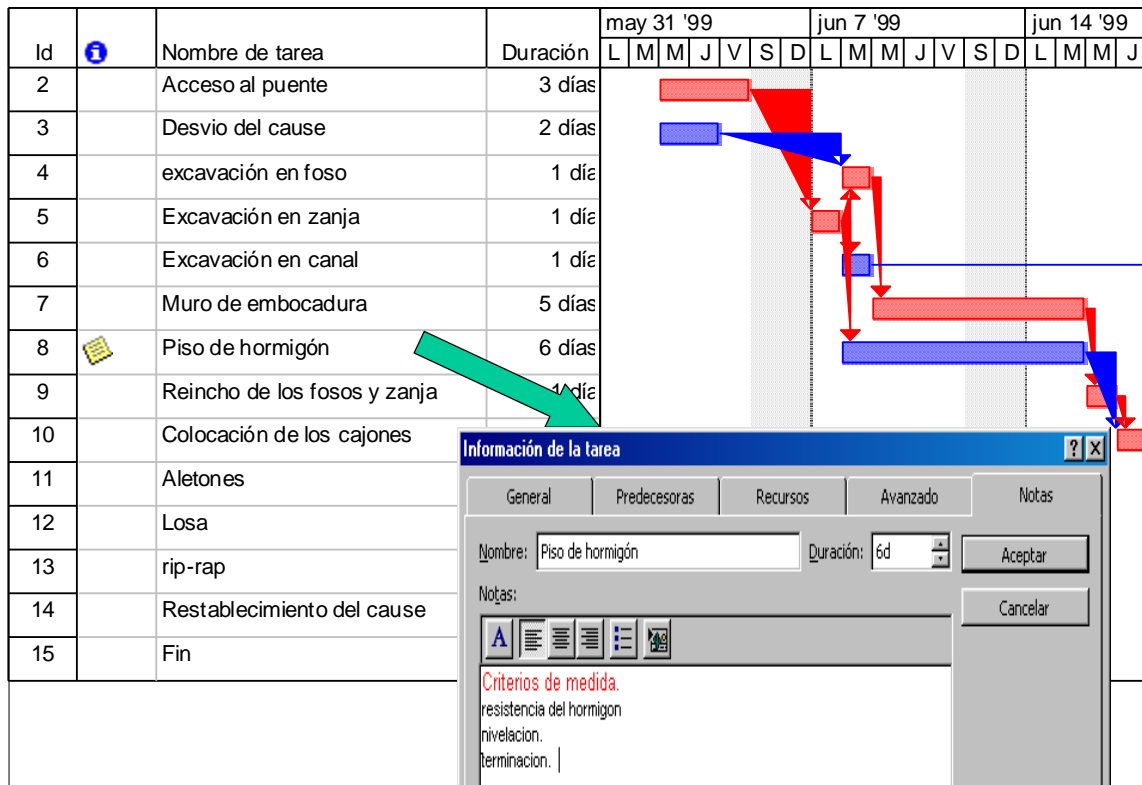 may 31 '99 jun 7 '99 jun 14 '99
Id Nombre de tarea Duración L M M J V S D L M M J V S D L M M J
2 Acceso al puente 3 días
3 Desvio del cause 2 días
4 excavación en foso 1 día
5 Excavación en zanja 1 día
6 Excavación en canal 1 día
7 Muro de embocadura 5 días
8 Piso de hormigón 6 días
9 Reincho de los fosos y zanja 1 día
10 Colocación de los cajones
11 Aletones
12 Losa
13 rip-rap
14 Restablecimiento del cause
15 Fin
Información de la tarea ? X
General Predecesoras Recursos Avanzado Notas
Nombre: Piso de hormigón Duración: 6d Aceptar
Notas: Cancelar
A
Criterios de medida.
resistencia del hormigon
nivelacion.
terminacion.